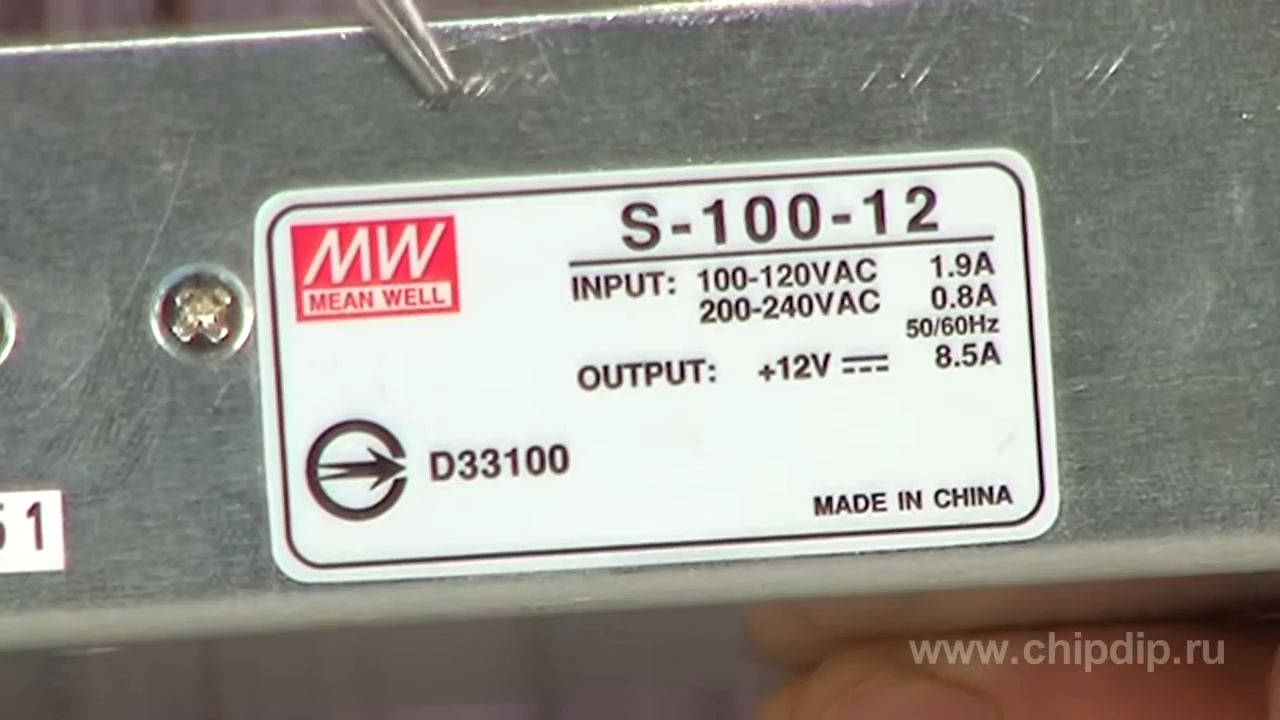 S-100-12
MW
MEAN WELL
INPUT: 100-120VAC 1.9A
200-240VAC 0.8A
50/60Hz
OUTPUT: +12V 8.5A
D33100
MADE IN CHINA
51
www.chipdip.ru